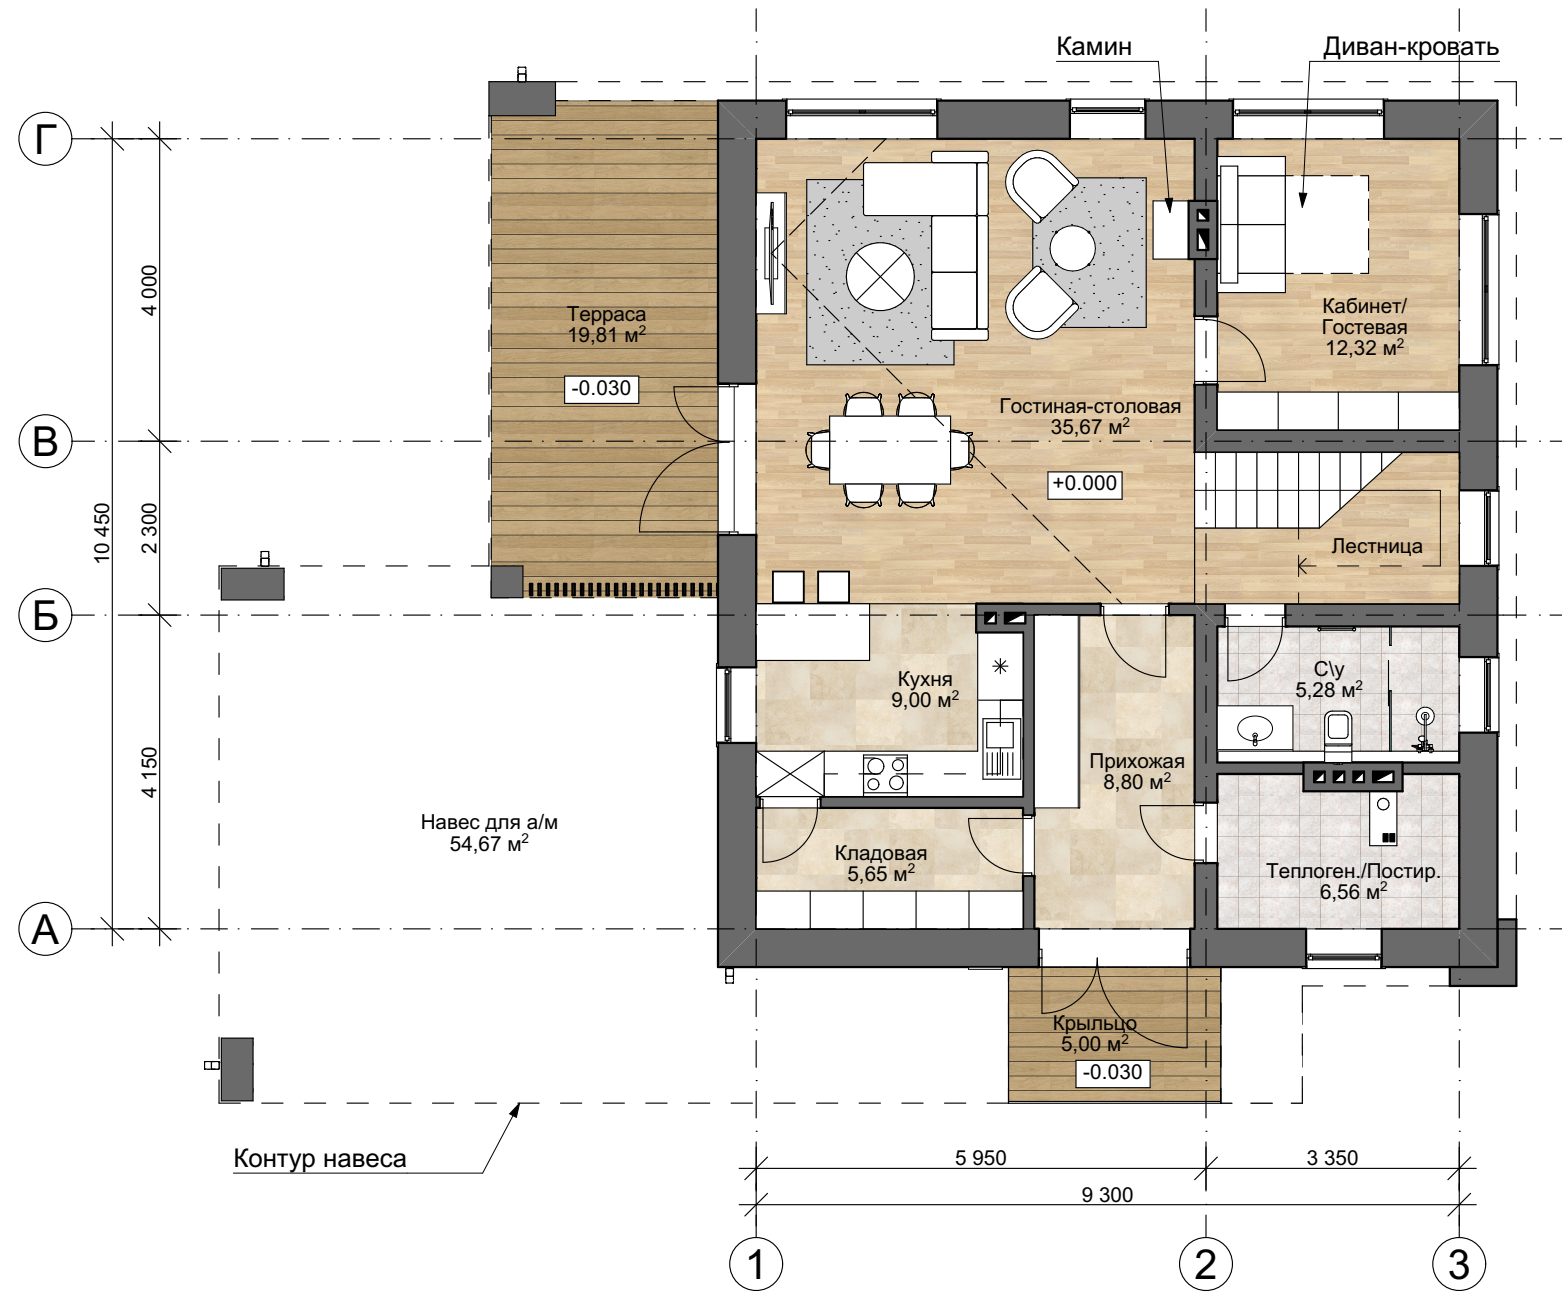 Камин
Диван-кровать
Г
В
Б
А
10 450
4 000
2 300
4 150
Терраса
19,81 м²
-0.030
Кабинет/
Гостевая
12,32 м²
Гостиная-столовая
35,67 м²
+0.000
Лестница
Кухня
9,00 м²
С\у
5,28 м²
Прихожая
8,80 м²
Навес для а/м
54,67 м²
Кладовая
5,65 м²
Теплоген./Постир.
6,56 м²
Крыльцо
5,00 м²
-0.030
Контур навеса
5 950
3 350
9 300
1
2
3